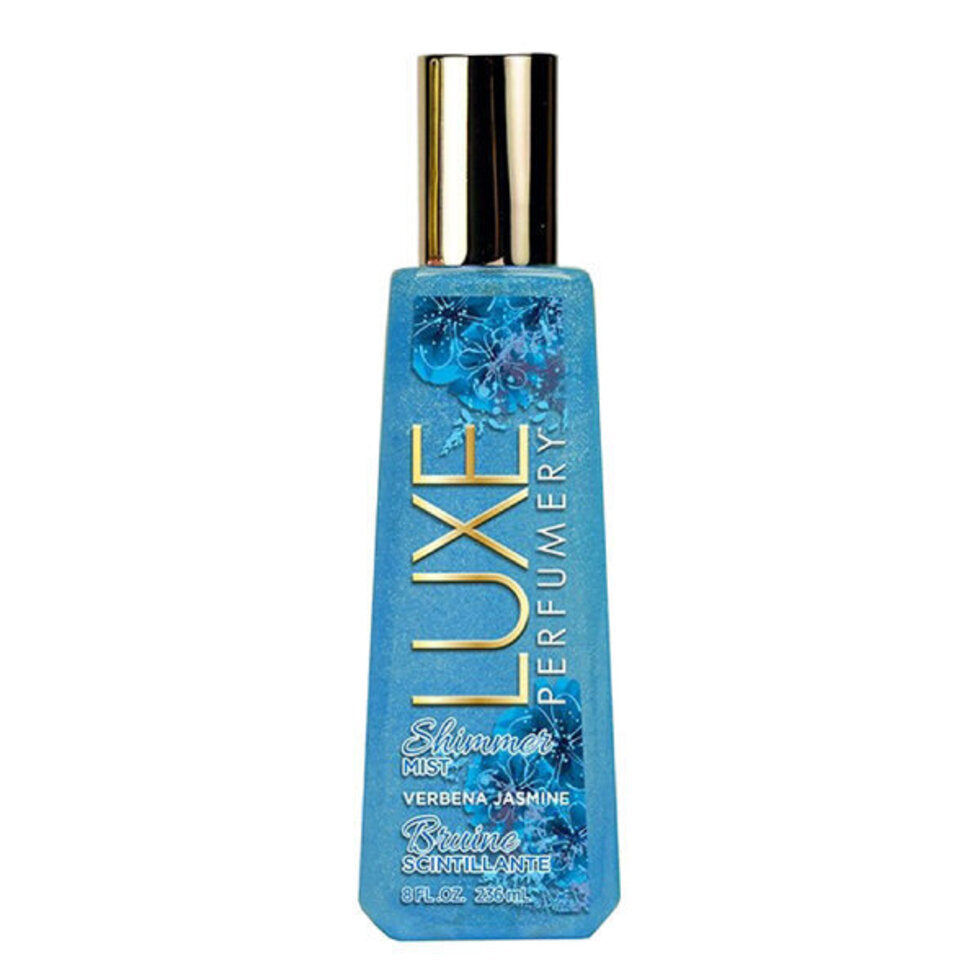 LUXE
PERFUMERY
Shimmer
MIST
VERBENA JASMINE
Bruine
SCINTILLANTE
8 FL .OZ. 236 mL